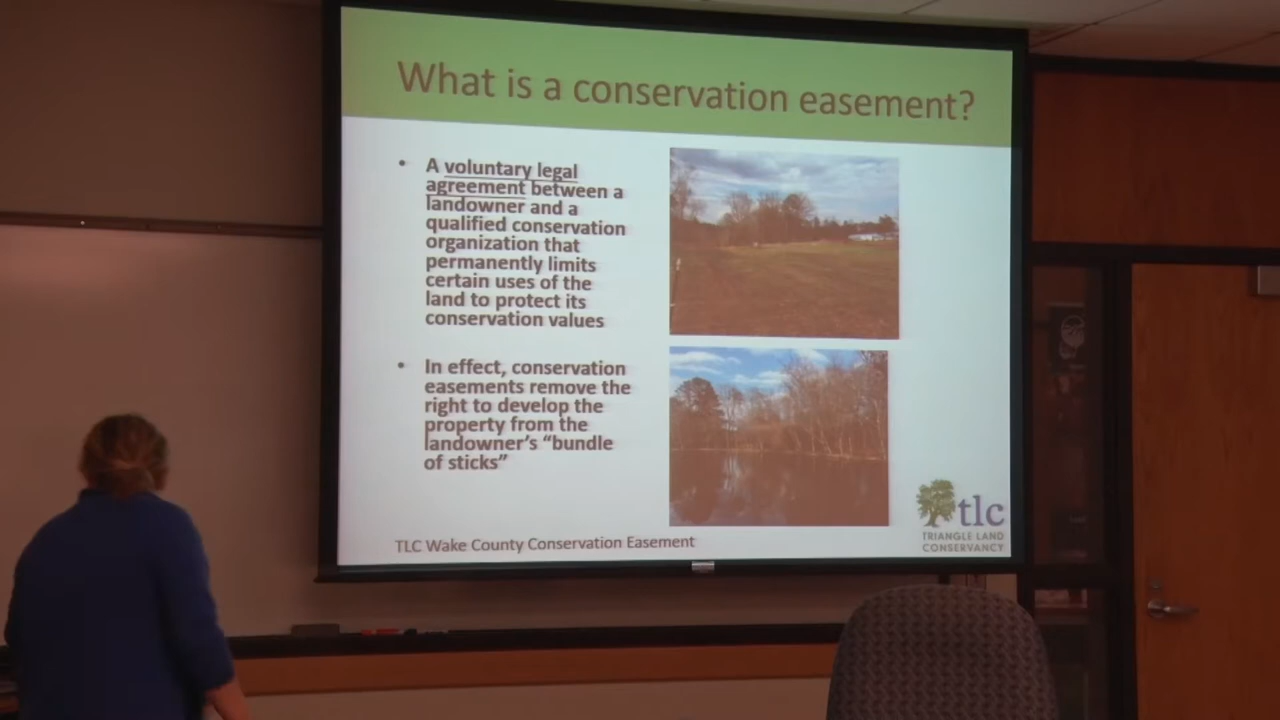 What is a conservation easement?
• A voluntary legal
agreement between a
landowner and a
qualified conservation
organization that
permanently limits
certain uses of the
land to protect its
conservation values
• In effect, conservation
easements remove the
right to develop the
property from the
landowner's “bundle
of sticks”
TLC Wake County Conservation Easement
tlc
TRIANGLE LAND
CONSERVANCY